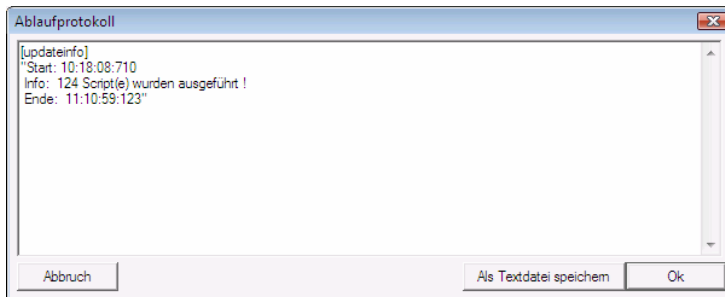 Ablaufprotokoll
[updateinfo]
"Start: 10:18:08:710
Info: 124 Script(e) wurden ausgeführt !
Ende: 11:10:59:123"
Abbruch
Als Textdatei speichern
Ok